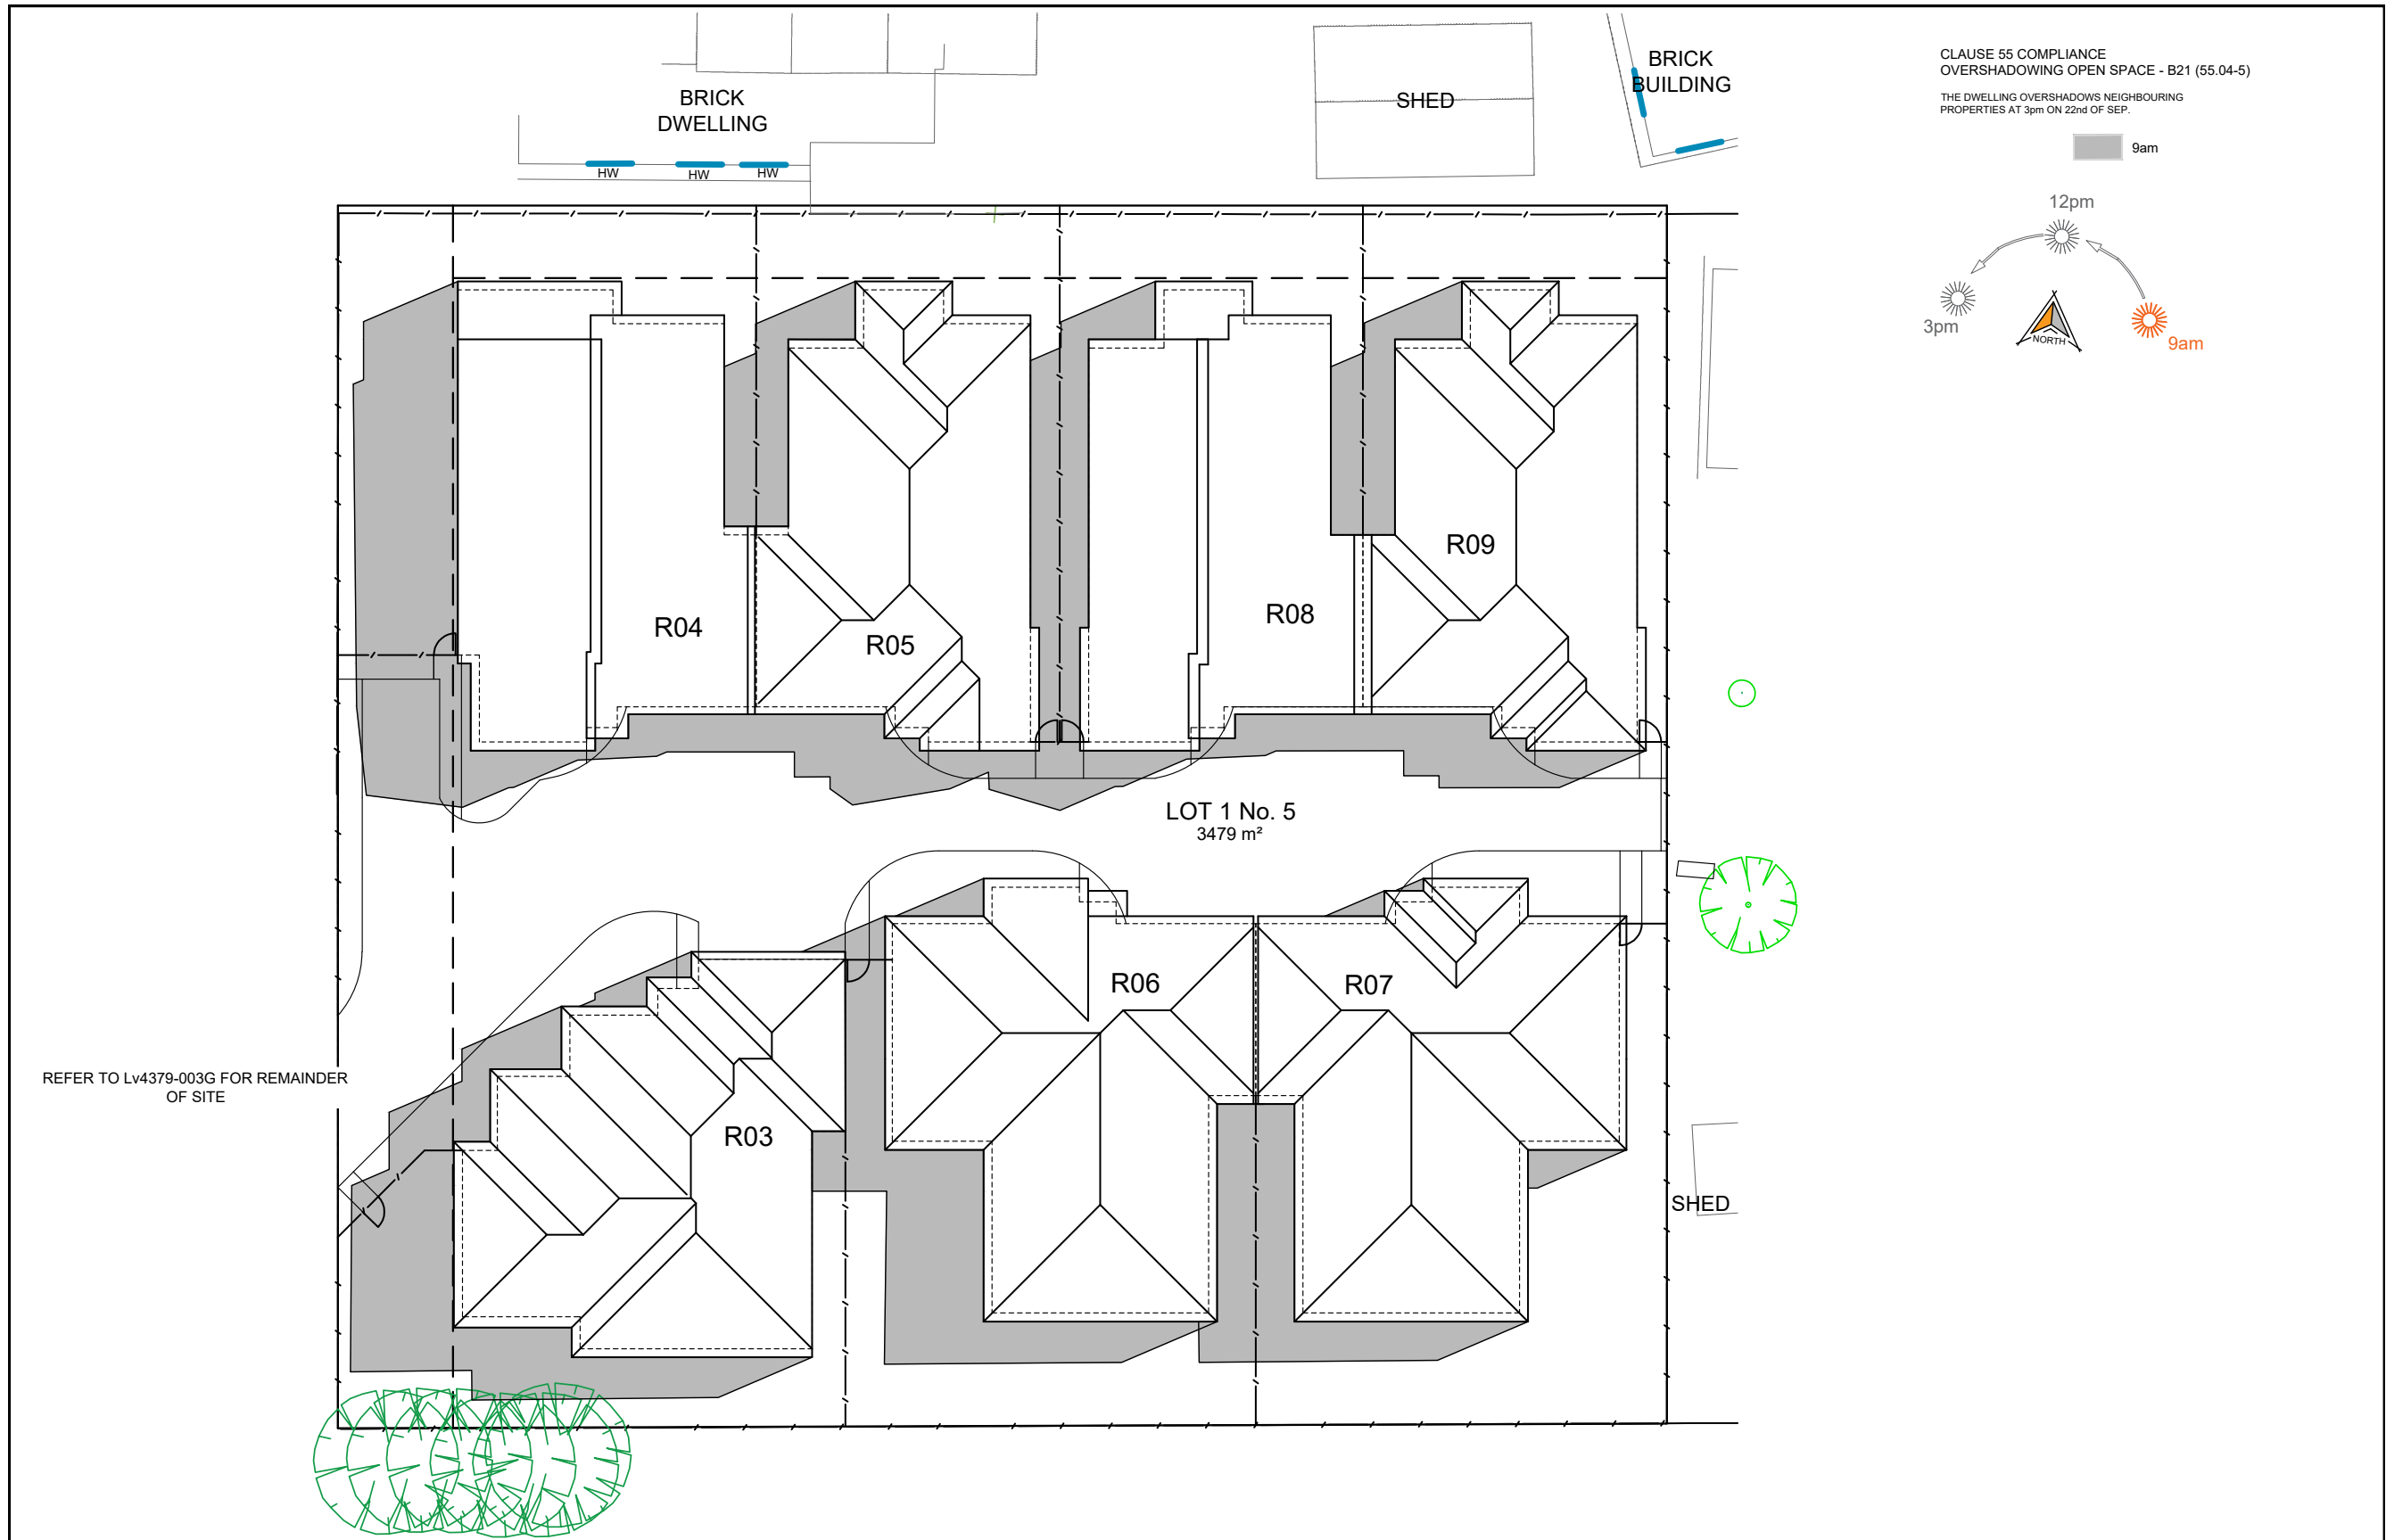 BRICK
DWELLING
HW
HW
HW
SHED
BRICK
BUILDING
CLAUSE 55 COMPLIANCE
OVERSHADOWING OPEN SPACE - B21 (55.04-5)
THE DWELLING OVERSHADOWS NEIGHBOURING
PROPERTIES AT 3pm ON 22nd OF SEP.
9am
12pm
3pm
NORTH
9am
R04
R05
R08
R09
LOT 1 No. 5
3479 m²
R03
R06
R07
REFER TO Lv4379-003G FOR REMAINDER
OF SITE
SHED